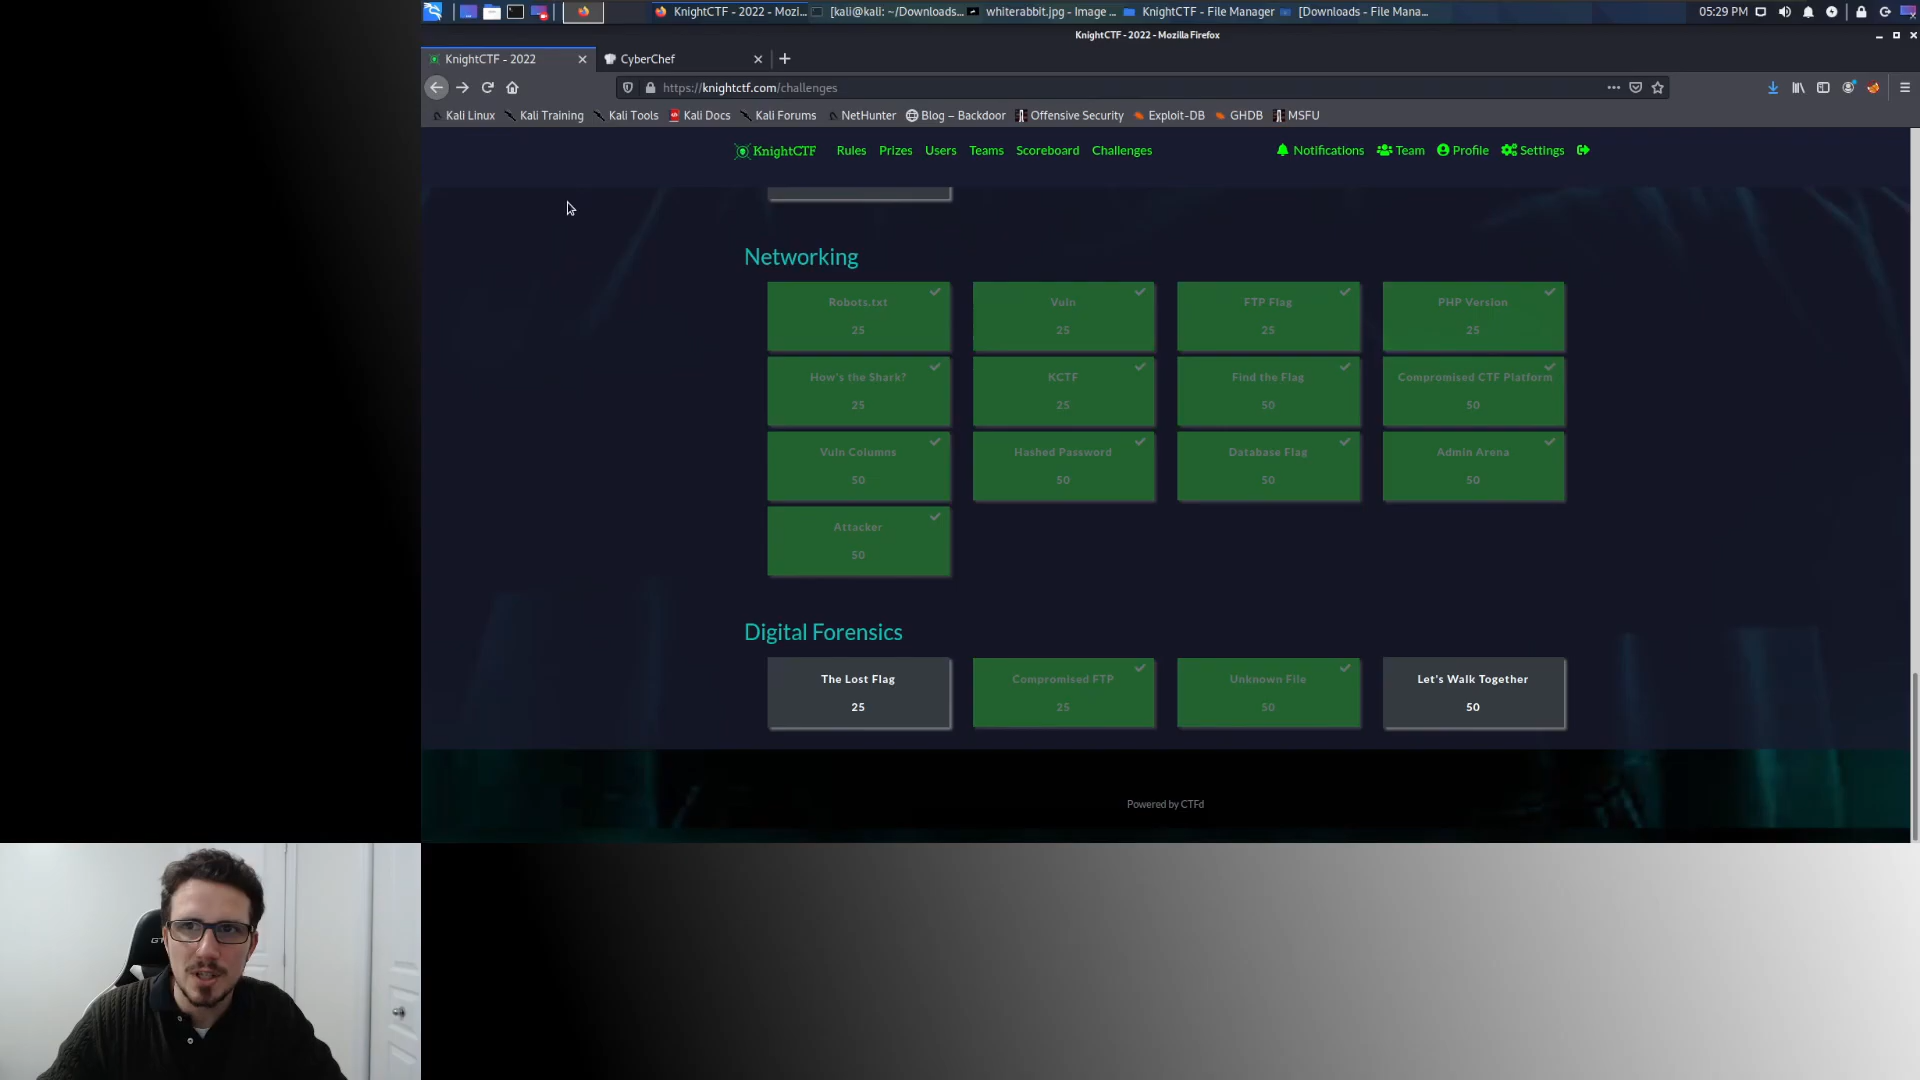 KnightCTF - 2022 - Mozi... [kali@kali: ~/Downloads... whiterabbit.jpg - Image ... KnightCTF - File Manager [Downloads - File Mana... 05:29 PM
KnightCTF - 2022 - Mozilla Firefox
KnightCTF - 2022 CyberChef
https://knightctf.com/challenges
Kali Linux Kali Training Kali Tools Kali Docs Kali Forums NetHunter Blog – Backdoor Offensive Security Exploit-DB GHDB MSFU
KnightCTF Rules Prizes Users Teams Scoreboard Challenges Notifications Team Profile Settings
Networking
Robots.txt Vuln FTP Flag PHP Version
25 25 25 25
How's the Shark? KCTF Find the Flag Compromised CTF Platform
25 25 50 50
Vuln Columns Hashed Password Database Flag Admin Arena
50 50 50 50
Attacker
50
Digital Forensics
The Lost Flag Compromised FTP Unknown File Let's Walk Together
25 25 50 50
Powered by CTFd